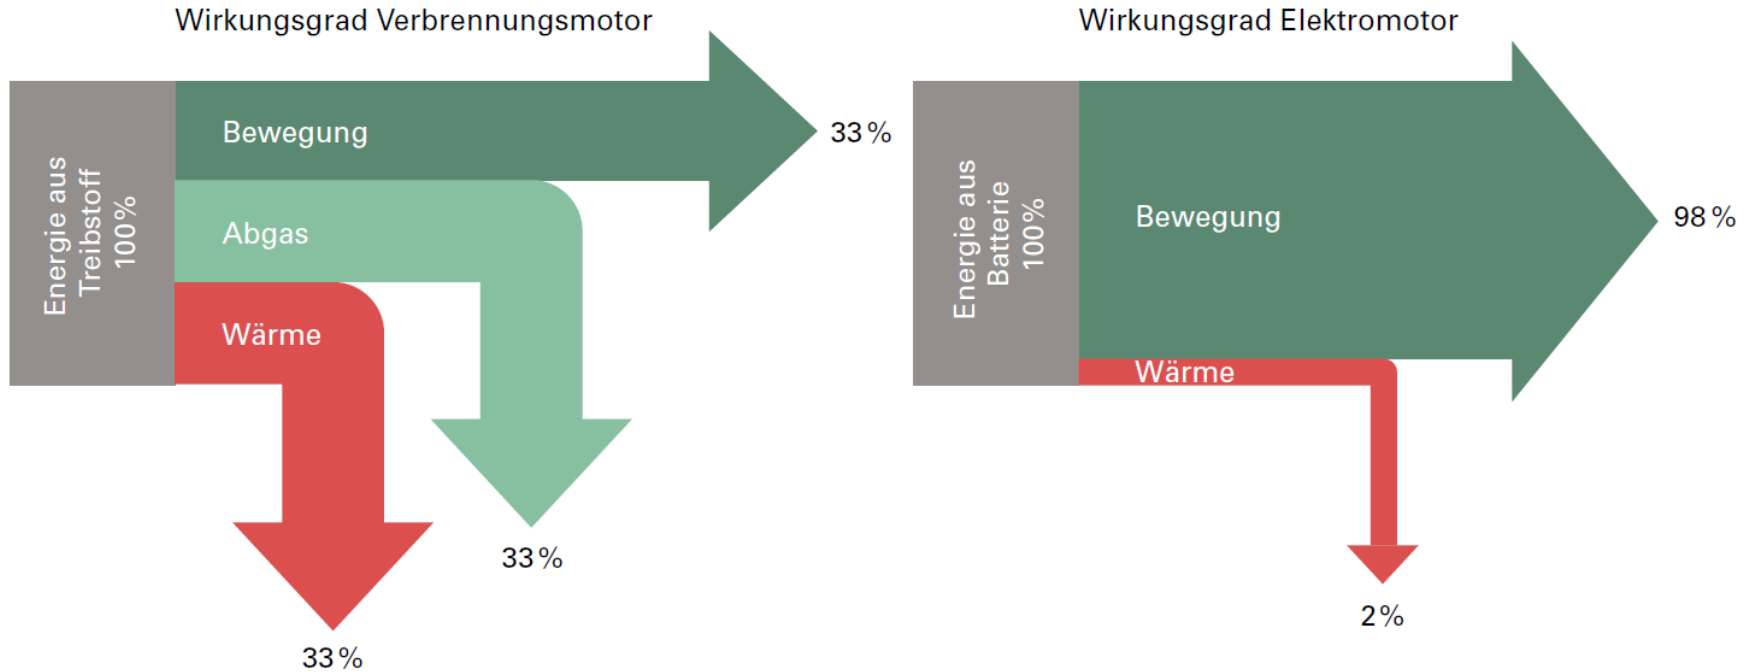 Wirkungsgrad Verbrennungsmotor
Energie aus
Treibstoff
100%
Bewegung
33 %
Abgas
33 %
Wärme
33 %
Wirkungsgrad Elektromotor
Energie aus
Batterie
100%
Bewegung
98 %
Wärme
2 %